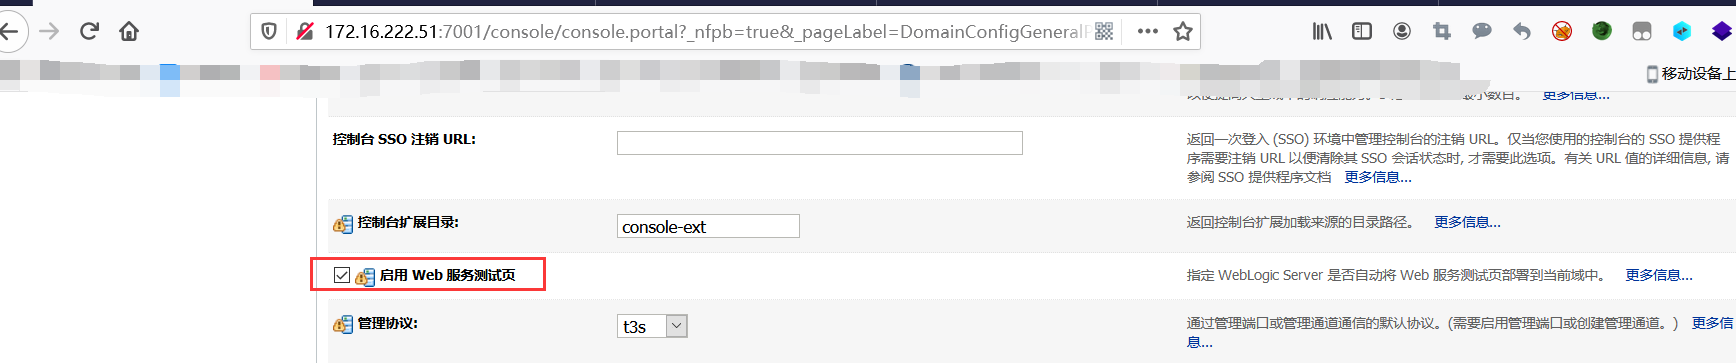 172.16.222.51:7001/console/console.portal?_nfpb=true&_pageLabel=DomainConfigGeneralP
移动设备上
更多信息...
控制台 SSO 注销 URL:
返回一次登入 (SSO) 环境中管理控制台的注销 URL。仅当您使用的控制台的 SSO 提供程
序需要注销 URL 以便清除其 SSO 会话状态时, 才需要此选项。有关 URL 值的详细信息, 请
参阅 SSO 提供程序文档 更多信息...
控制台扩展目录:
console-ext
返回控制台扩展加载来源的目录路径。 更多信息...
启用 Web 服务测试页
指定 WebLogic Server 是否自动将 Web 服务测试页部署到当前域中。 更多信息...
管理协议:
t3s
通过管理端口或管理通道通信的默认协议。(需要启用管理端口或创建管理通道。) 更多信
息...